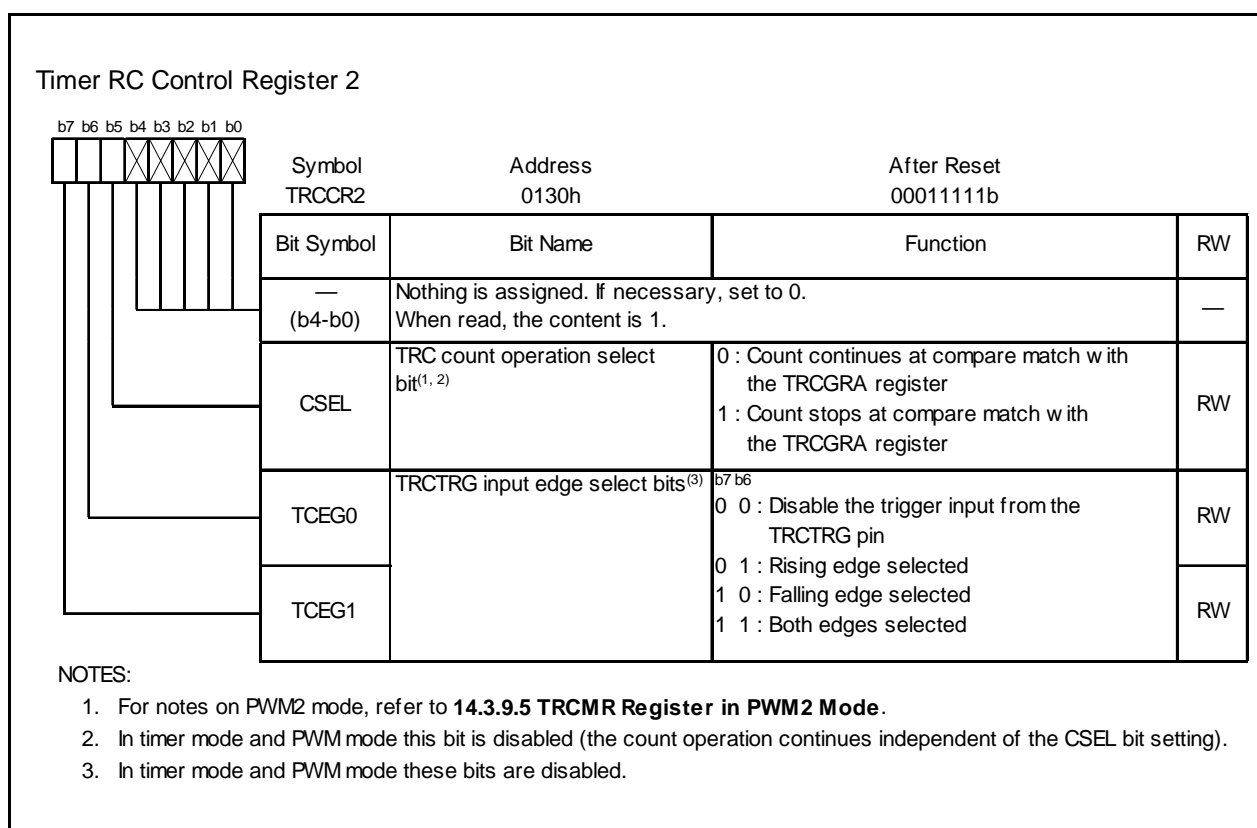 Timer RC Control Register 2
b7 b6 b5 b4 b3 b2 b1 b0
Symbol Address After Reset
TRCCR2 0130h 00011111b
Bit Symbol Bit Name Function RW
—
(b4-b0)
Nothing is assigned. If necessary, set to 0.
When read, the content is 1.
—
CSEL
TRC count operation select
bit(1, 2)
0 : Count continues at compare match with
the TRCGRA register
1 : Count stops at compare match with
the TRCGRA register
RW
TCEG0
TRCTRG input edge select bits(3)
b7 b6
0 0 : Disable the trigger input from the
TRCTRG pin
0 1 : Rising edge selected
RW
TCEG1
1 0 : Falling edge selected
1 1 : Both edges selected
RW
NOTES:
1. For notes on PWM2 mode, refer to 14.3.9.5 TRCMR Register in PWM2 Mode.
2. In timer mode and PWM mode this bit is disabled (the count operation continues independent of the CSEL bit setting).
3. In timer mode and PWM mode these bits are disabled.